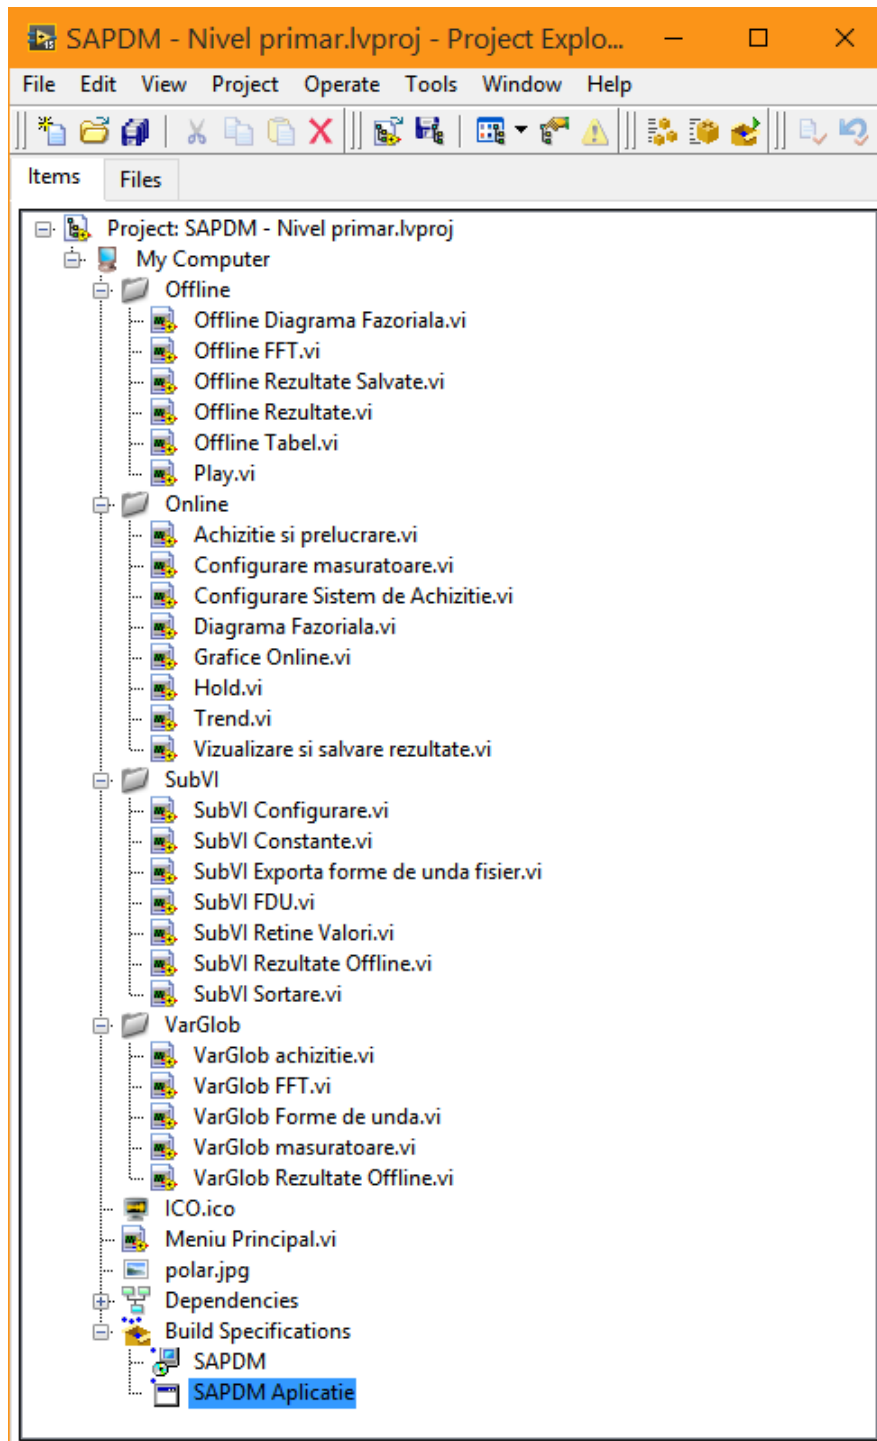 SAPDM - Nivel primar.lvproj - Project Explo...
File Edit View Project Operate Tools Window Help
Items Files
Project: SAPDM - Nivel primar.lvproj
My Computer
Offline
Offline Diagrama Fazoriala.vi
Offline FFT.vi
Offline Rezultate Salvate.vi
Offline Rezultate.vi
Offline Tabel.vi
Play.vi
Online
Achizitie si prelucrare.vi
Configurare masuratoare.vi
Configurare Sistem de Achizitie.vi
Diagrama Fazoriala.vi
Grafice Online.vi
Hold.vi
Trend.vi
Vizualizare si salvare rezultate.vi
SubVI
SubVI Configurare.vi
SubVI Constante.vi
SubVI Exporta forme de unda fisier.vi
SubVI FDU.vi
SubVI Retine Valori.vi
SubVI Rezultate Offline.vi
SubVI Sortare.vi
VarGlob
VarGlob achizitie.vi
VarGlob FFT.vi
VarGlob Forme de unda.vi
VarGlob masuratoare.vi
VarGlob Rezultate Offline.vi
ICO.ico
Meniu Principal.vi
polar.jpg
Dependencies
Build Specifications
SAPDM
SAPDM Aplicatie